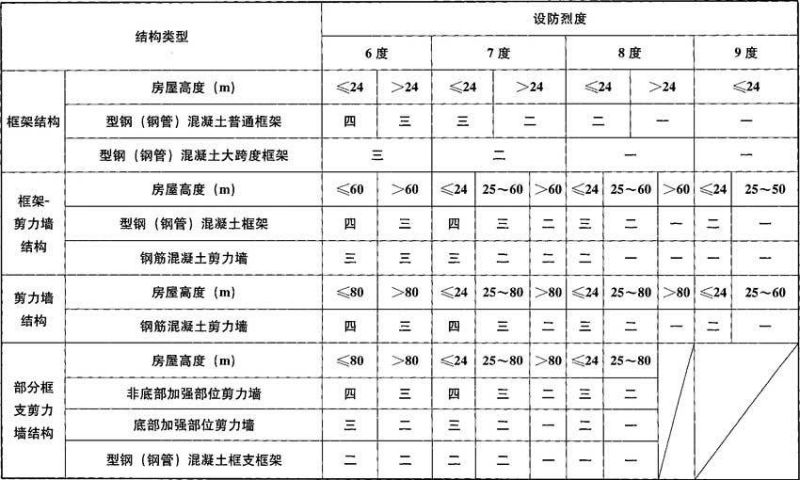 结构类型 设防烈度
6度 7度 8度 9度
框架结构 房屋高度（m） ≤24 >24 ≤24 >24 ≤24 >24 ≤24
型钢（钢管）混凝土普通框架 四 三 三 二 二 一 一
型钢（钢管）混凝土大跨度框架 三 二 一 一
框架-
剪力墙
结构
房屋高度（m） ≤60 >60 ≤24 25～60 >60 ≤24 25～60 >60 ≤24 25～50
型钢（钢管）混凝土框架 四 三 四 三 二 三 二 一 二 一
钢筋混凝土剪力墙 三 三 三 二 二 二 一 一 一 一
剪力墙
结构
房屋高度（m） ≤80 >80 ≤24 25～80 >80 ≤24 25～80 >80 ≤24 25～60
钢筋混凝土剪力墙 四 三 四 三 二 三 二 一 二 一
部分框
支剪力
墙结构
房屋高度（m） ≤80 >80 ≤24 25～80 >80 ≤24 25～80
非底部加强部位剪力墙 四 三 四 三 二 三 二
底部加强部位剪力墙 三 二 三 二 一 二 一
型钢（钢管）混凝土框支框架 二 二 二 二 一 一 一